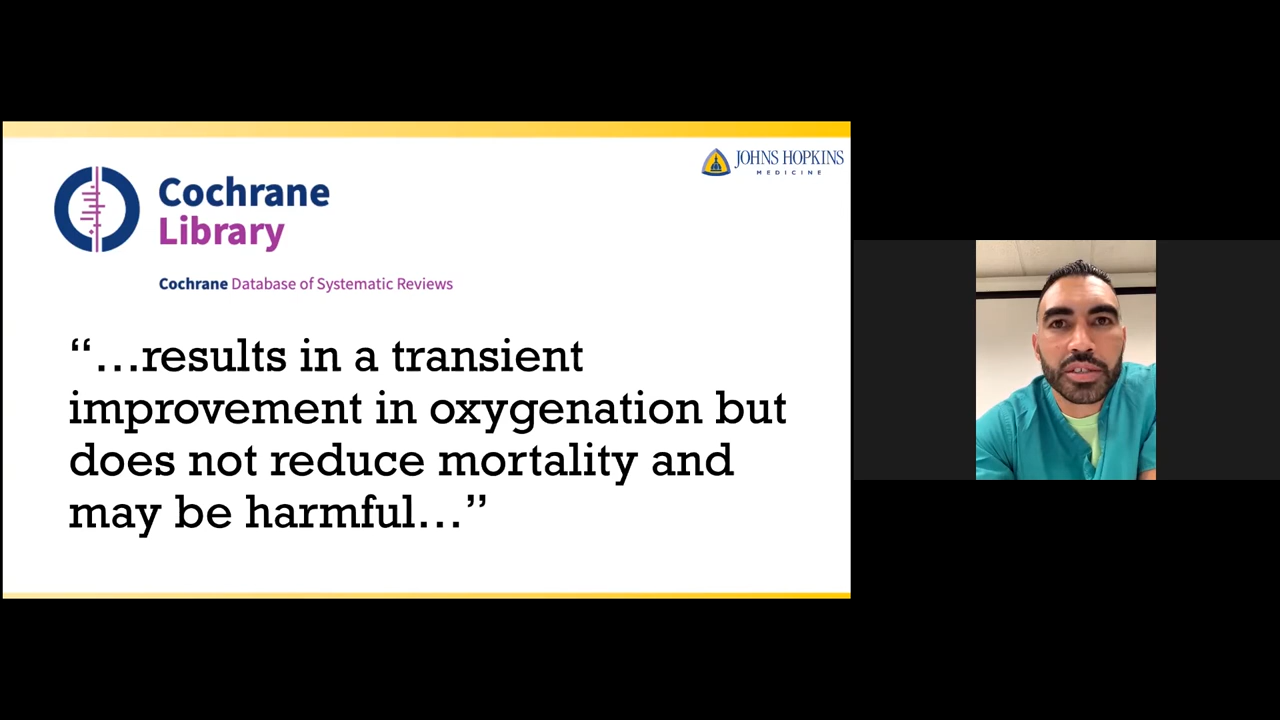 JOHNS HOPKINS
MEDICINE
Cochrane
Library
Cochrane Database of Systematic Reviews
“…results in a transient
improvement in oxygenation but
does not reduce mortality and
may be harmful…”